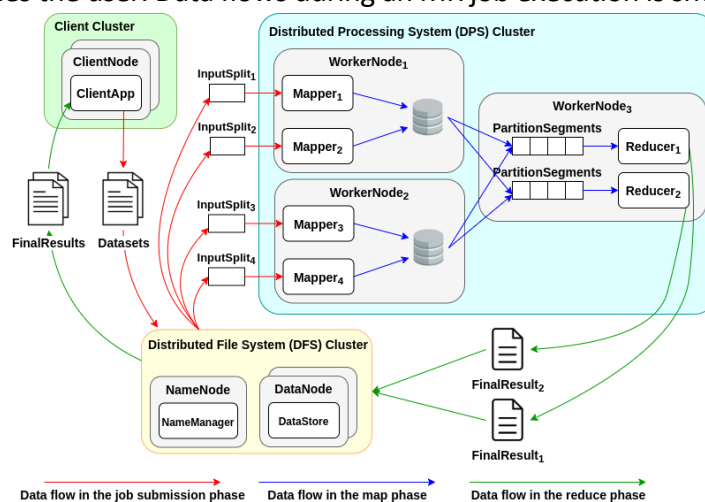 Client Cluster
ClientNode
ClientApp
FinalResults
Datasets
InputSplit1
InputSplit2
InputSplit3
InputSplit4
Distributed Processing System (DPS) Cluster
WorkerNode1
Mapper1
Mapper2
WorkerNode2
Mapper3
Mapper4
WorkerNode3
PartitionSegments
Reducer1
PartitionSegments
Reducer2
Distributed File System (DFS) Cluster
NameNode
NameManager
DataNode
DataStore
FinalResult2
FinalResult1
Data flow in the job submission phase
Data flow in the map phase
Data flow in the reduce phase